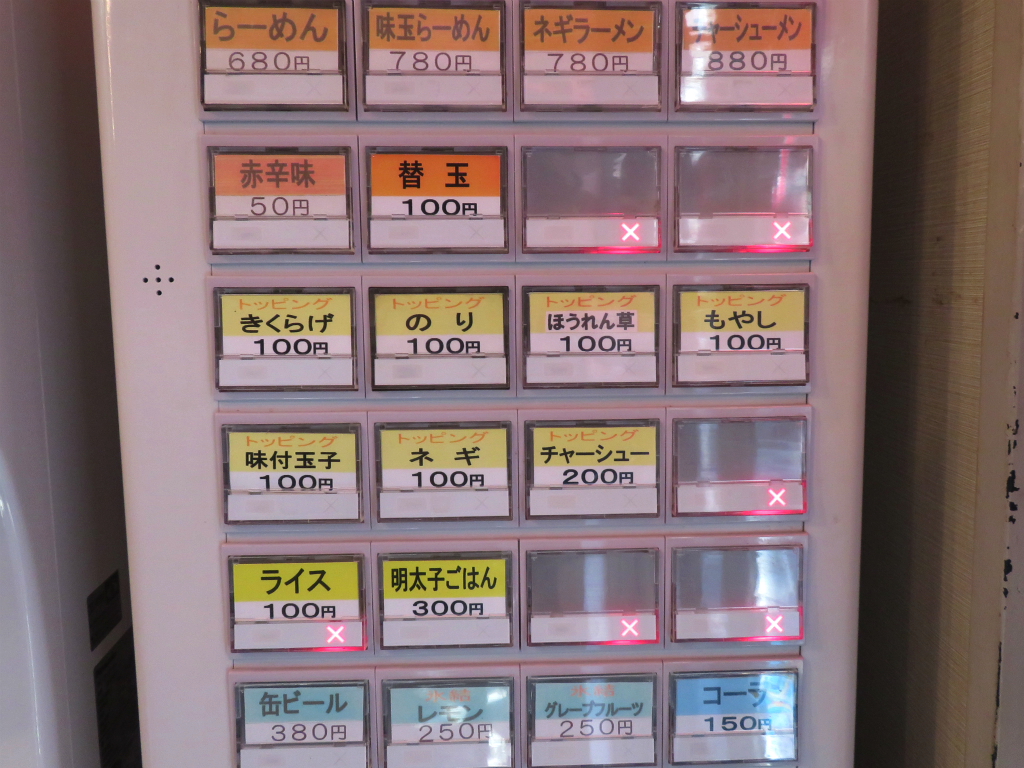 らーめん
680円
味玉らーめん
780円
ネギラーメン
780円
チャーシューメン
880円
赤辛味
50円
替玉
100円
×
×
トッピング
きくらげ
100円
トッピング
のり
100円
トッピング
ほうれん草
100円
トッピング
もやし
100円
トッピング
味付玉子
100円
トッピング
ネギ
100円
トッピング
チャーシュー
200円
×
ライス
100円
×
明太子ごはん
300円
×
×
缶ビール
380円
氷結
レモン
250円
氷結
グレープフルーツ
250円
コーラ
150円